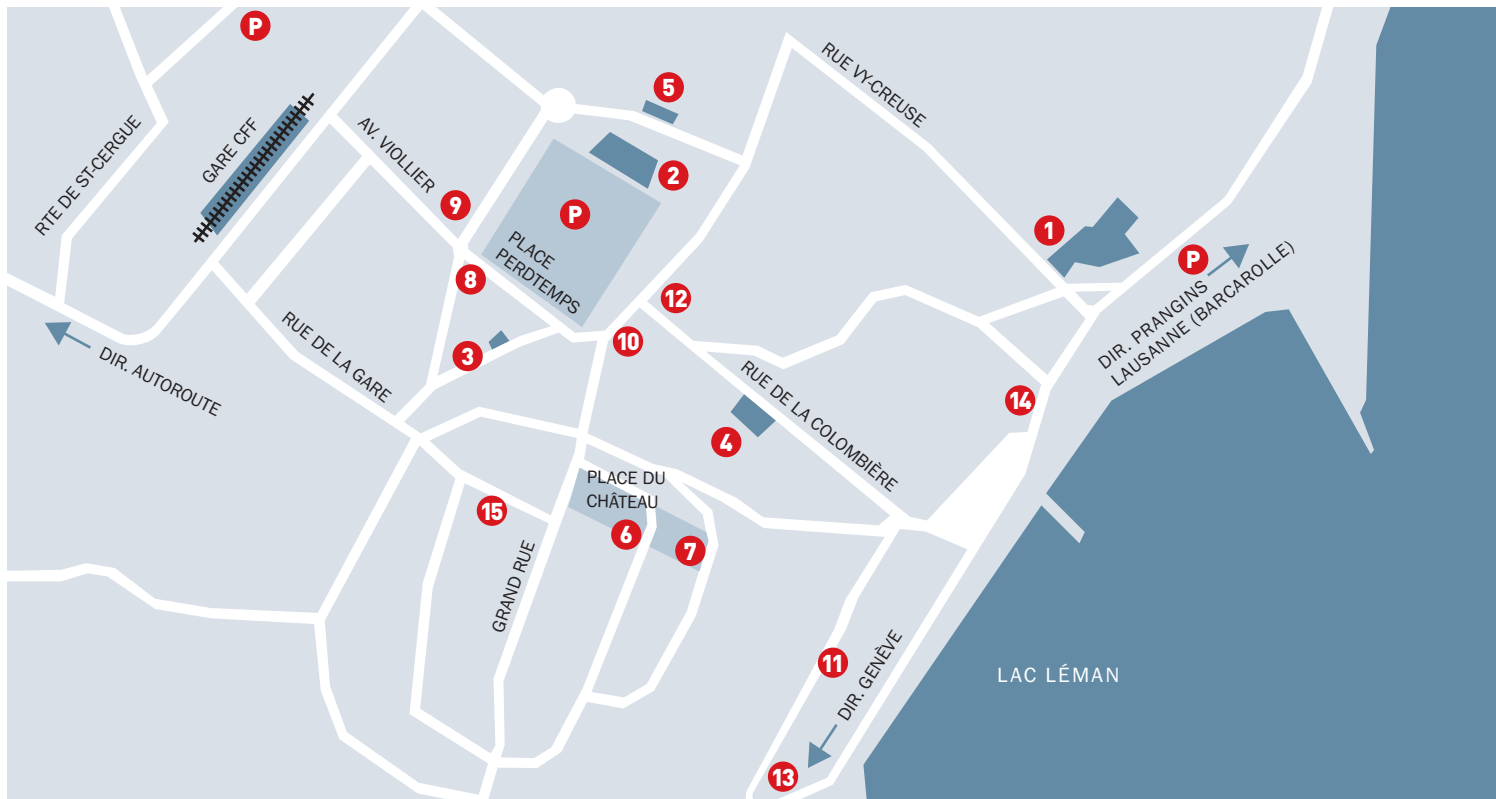 P
5
RUE VY-CREUSE
GARE CFF
AV. VIOLLIER
RTE DE ST-CERGUE
2
9
P
1
PLACE
PERDTEMPS
8
12
P
DIR. PRANGINS
LAUSANNE (BARCAROLLE)
10
3
RUE DE LA GARE
DIR. AUTOROUTE
14
RUE DE LA COLOMBIÈRE
4
PLACE DU
CHÂTEAU
15
6
7
GRAND RUE
11
DIR. GENÈVE
LAC LÉMAN
13